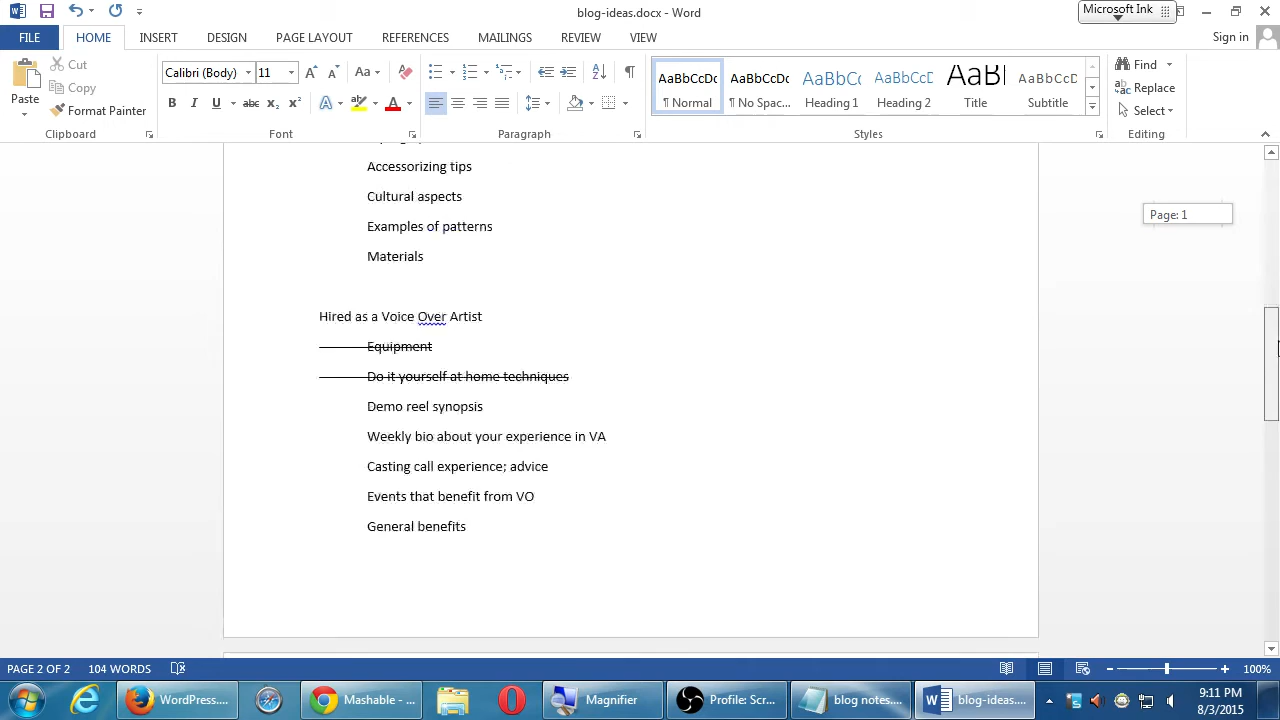 blog-ideas.docx - Word
Microsoft Ink
FILE
HOME
INSERT
DESIGN
PAGE LAYOUT
REFERENCES
MAILINGS
REVIEW
VIEW
Sign in
Paste
Cut
Copy
Format Painter
Clipboard
Calibri (Body)
11
Font
Paragraph
AaBbCcDc
¶ Normal
AaBbCcDc
¶ No Spac...
AaBbCc
Heading 1
AaBbCcD
Heading 2
AaBb
Title
AaBbCcD
Subtitle
Styles
Find
Replace
Select
Editing
Accessorizing tips
Cultural aspects
Examples of patterns
Materials
Hired as a Voice Over Artist
Equipment
Do it yourself at home techniques
Demo reel synopsis
Weekly bio about your experience in VA
Casting call experience; advice
Events that benefit from VO
General benefits
Page: 1
PAGE 2 OF 2
104 WORDS
100%
WordPress....
Mashable - ...
Magnifier
Profile: Scr...
blog notes....
blog-ideas....
9:11 PM
8/3/2015